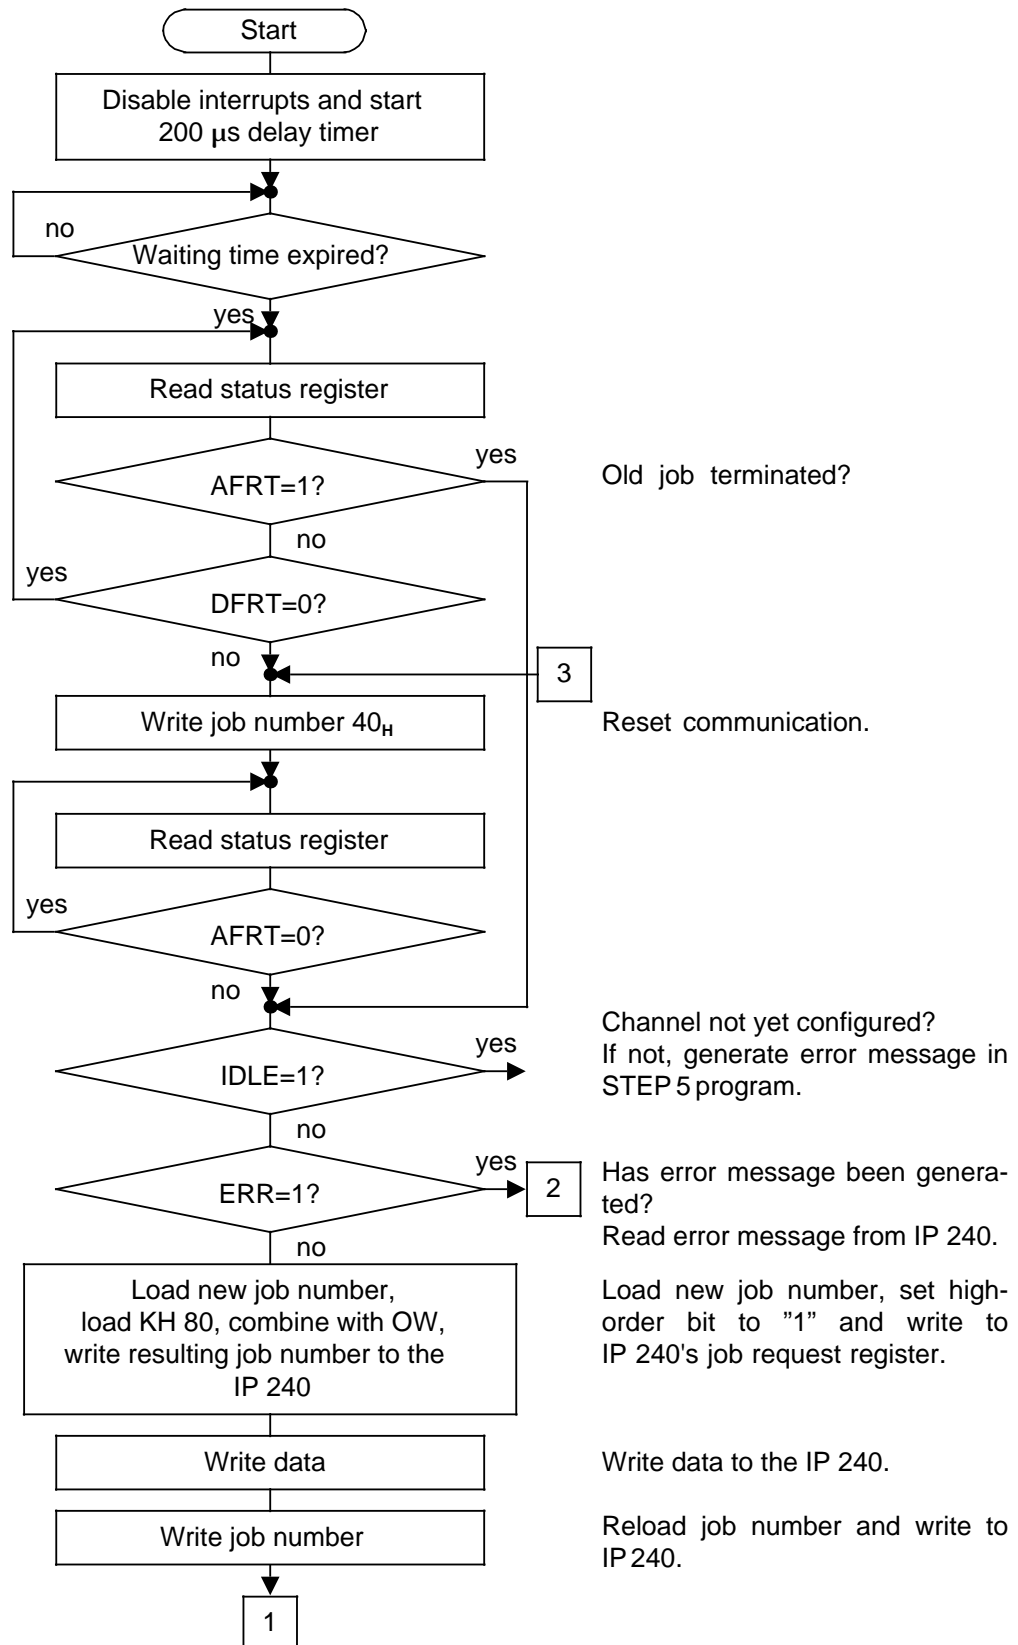 Start
Disable interrupts and start
200 µs delay timer
no
Waiting time expired?
yes
Read status register
yes
AFRT=1?
Old job terminated?
no
yes
DFRT=0?
no
3
Write job number 40H
Reset communication.
Read status register
yes
AFRT=0?
no
Channel not yet configured?
yes
IDLE=1?
If not, generate error message in
STEP 5 program.
no
yes
ERR=1?
2
Has error message been genera-
ted?
Read error message from IP 240.
no
Load new job number,
load KH 80, combine with OW,
write resulting job number to the
IP 240
Load new job number, set high-
order bit to ”1” and write to
IP 240's job request register.
Write data
Write data to the IP 240.
Write job number
Reload job number and write to
IP 240.
1